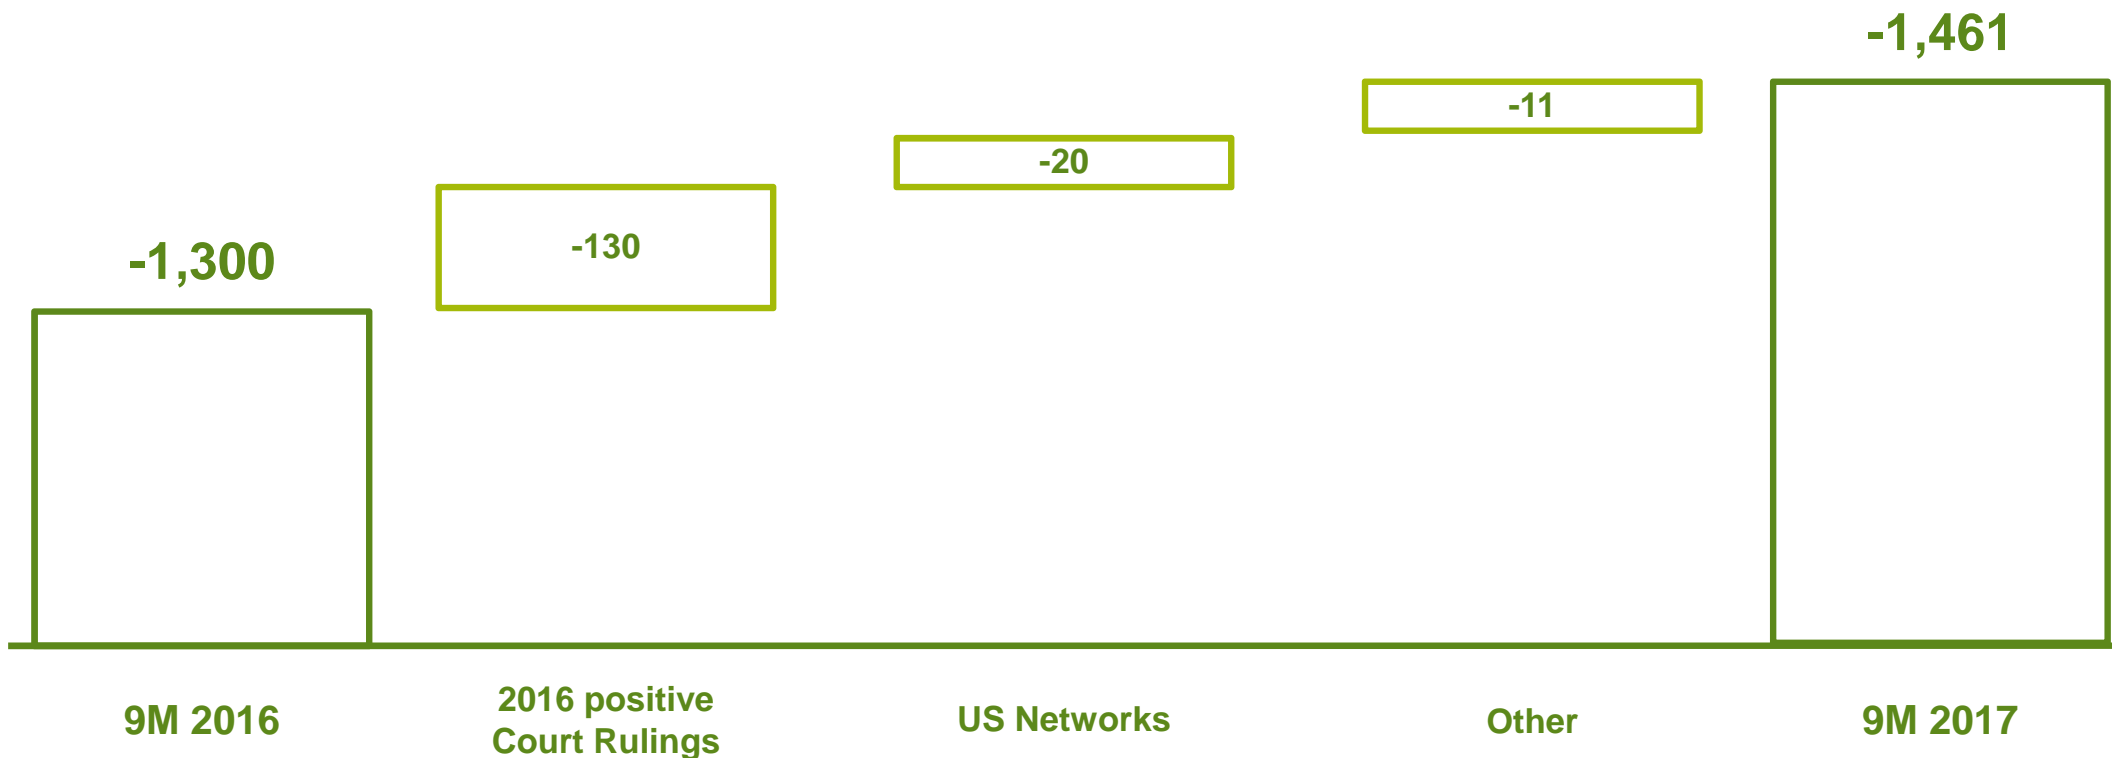 -1,461
-11
-20
-130
-1,300
9M 2016
2016 positive
Court Rulings
US Networks
Other
9M 2017